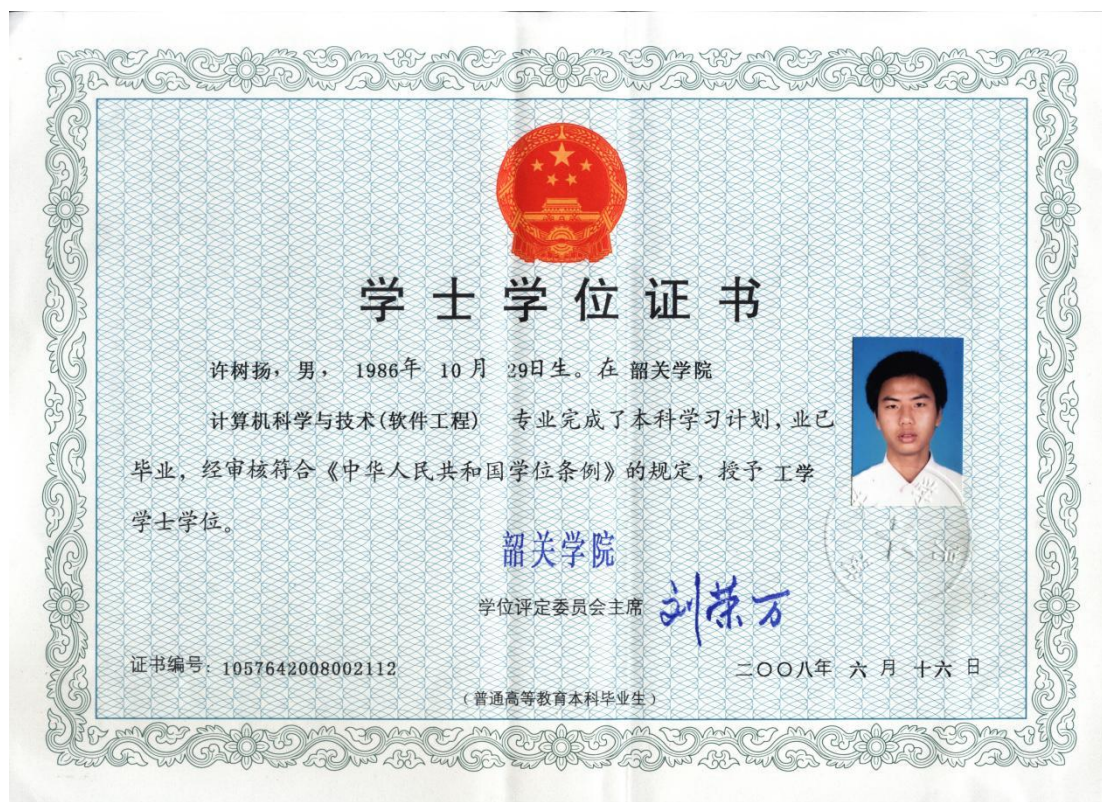 学士学位证书
许树扬，男， 1986年 10月 29日生。在 韶关学院
计算机科学与技术(软件工程) 专业完成了本科学习计划，业已
毕业，经审核符合《中华人民共和国学位条例》的规定，授予 工学
学士学位。
韶关学院
学位评定委员会主席 刘荣万
证书编号：1057642008002112
二〇〇八年 六 月 十六 日
（普通高等教育本科毕业生）